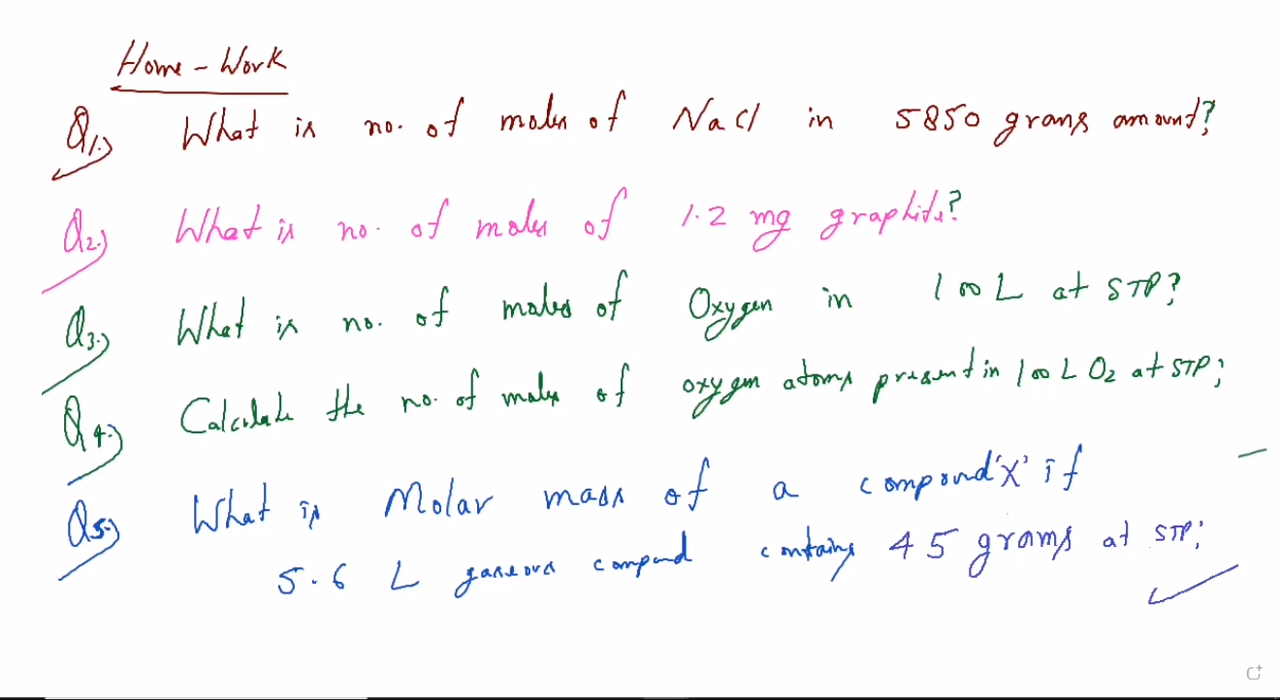 Home - Work
Q1.) What is no. of moles of NaCl in 5850 grams amount?
Q2.) What is no. of moles of 1.2 mg graphite?
Q3.) What is no. of moles of Oxygen in 100 L at STP?
Q4.) Calculate the no. of moles of oxygen atoms present in 100 L O2 at STP;
Q5.) What is Molar mass of a compound 'X' if
5.6 L gaseous compound contains 45 grams at STP;